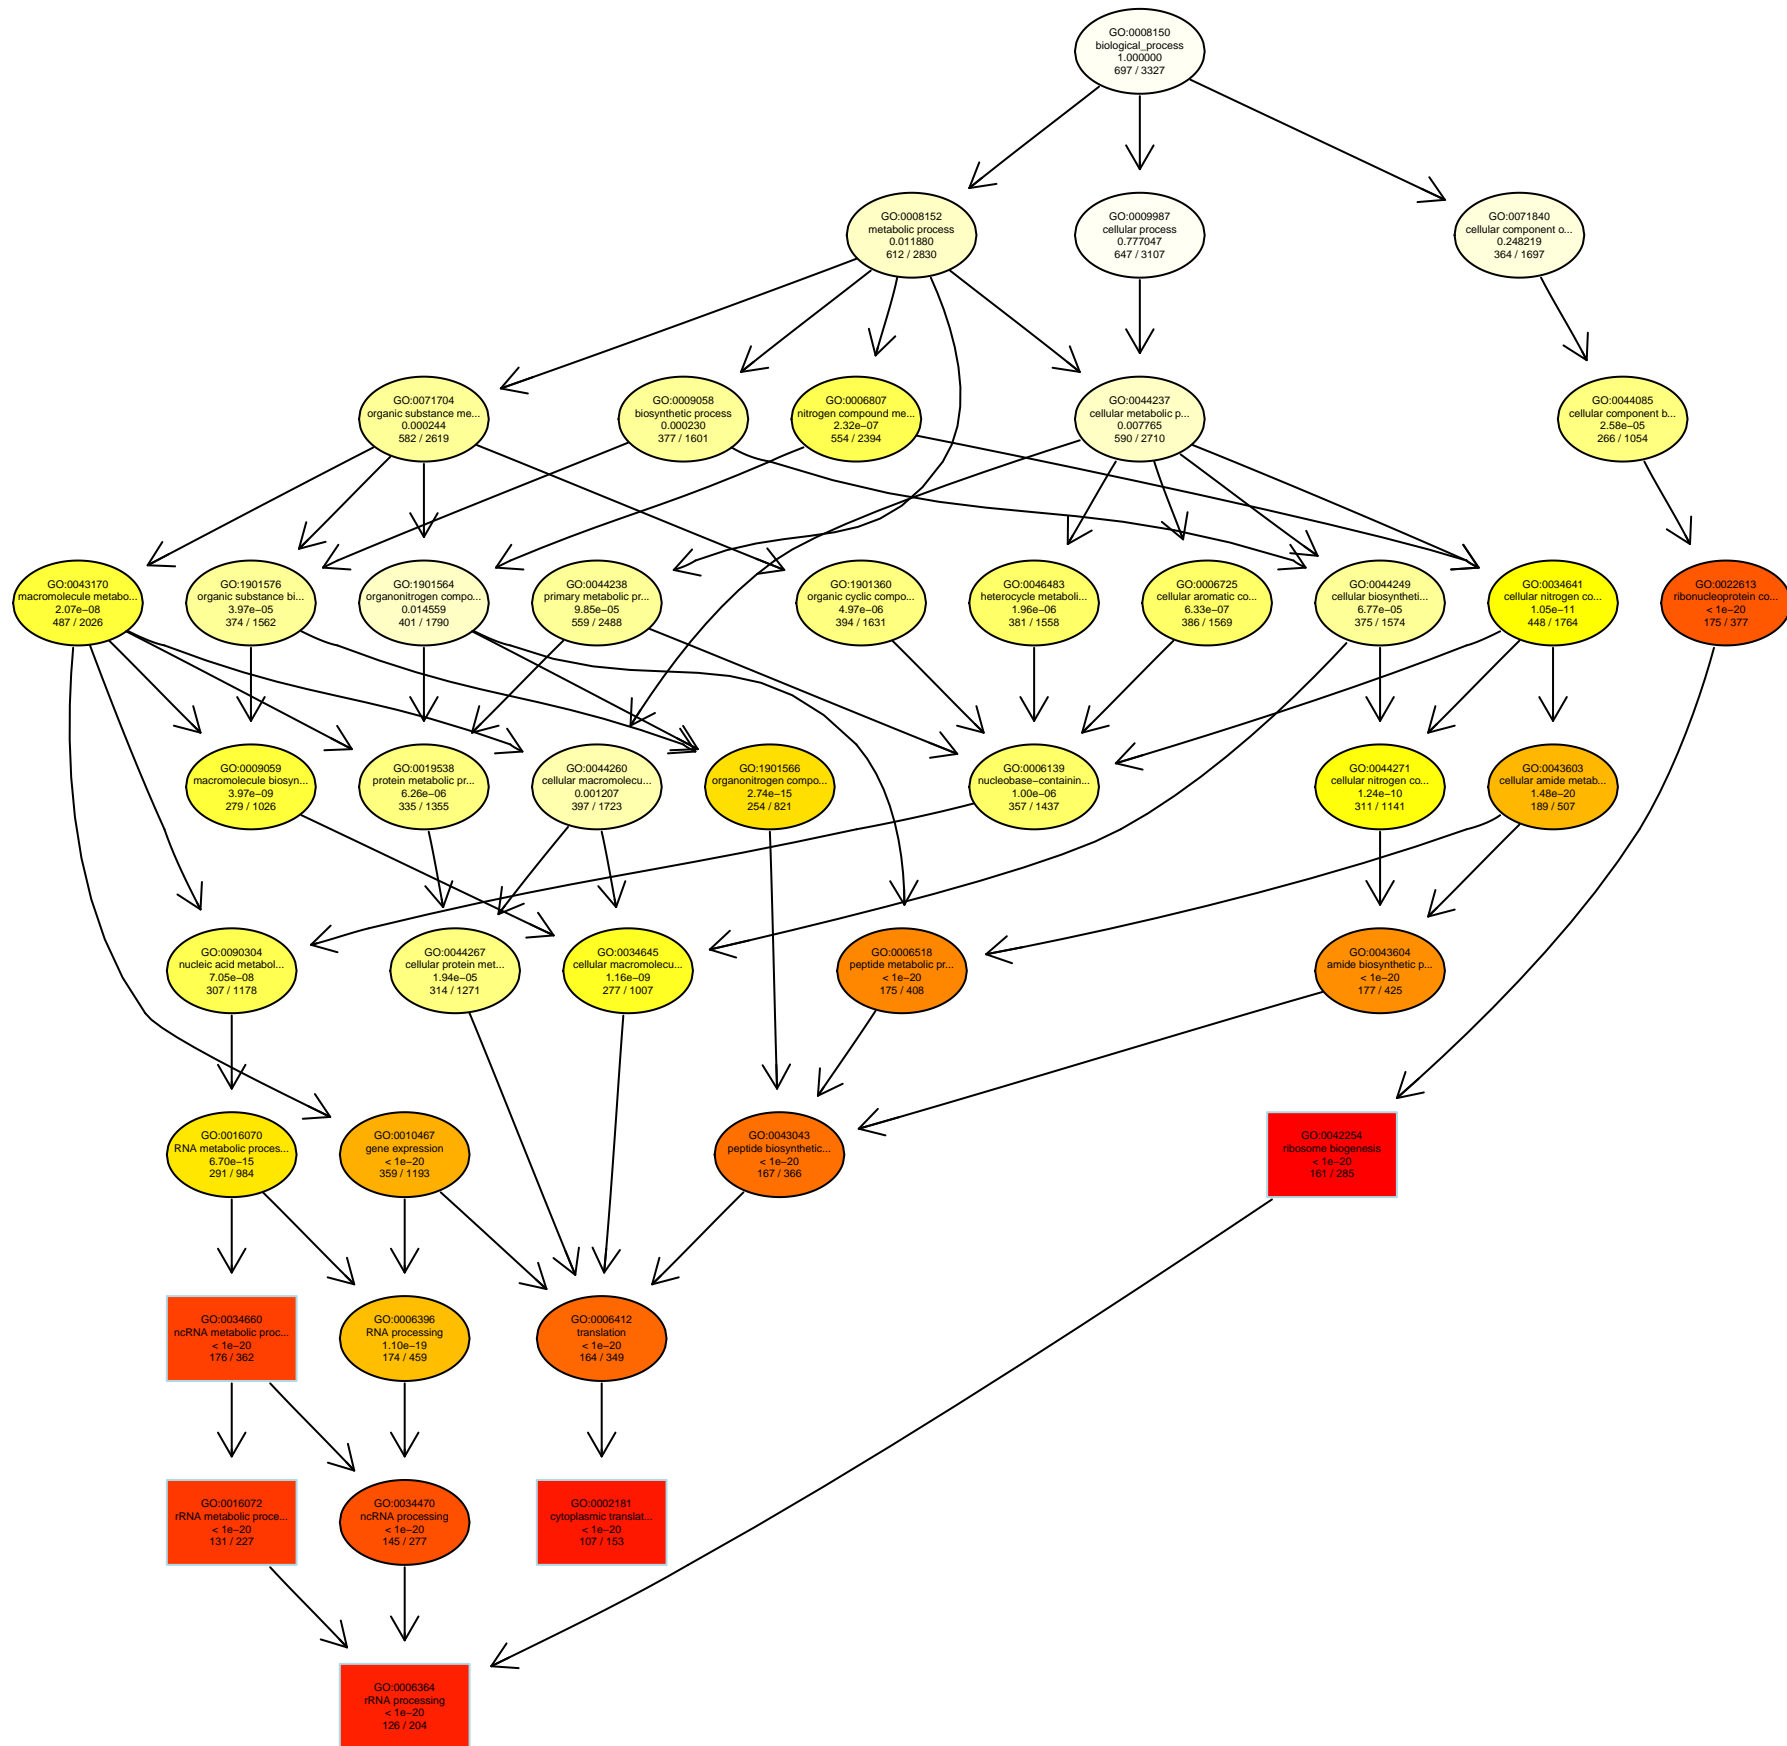 GO:0008150
biological_process
1.000000
697 / 3327
GO:0008152
metabolic process
0.011880
612 / 2830
GO:0009987
cellular process
0.777047
647 / 3107
GO:0071840
cellular component o...
0.248219
364 / 1697
GO:0071704
organic substance me...
0.000244
582 / 2619
GO:0009058
biosynthetic process
0.000230
377 / 1601
GO:0006807
nitrogen compound me...
2.32e−07
554 / 2394
GO:0044237
cellular metabolic p...
0.007765
590 / 2710
GO:0044085
cellular component b...
2.58e−05
266 / 1054
GO:0043170
macromolecule metabo...
2.07e−08
487 / 2026
GO:1901576
organic substance bi...
3.97e−05
374 / 1562
GO:1901564
organonitrogen compo...
0.014559
401 / 1790
GO:0044238
primary metabolic pr...
9.85e−05
559 / 2488
GO:1901360
organic cyclic compo...
4.97e−06
394 / 1631
GO:0046483
heterocycle metaboli...
1.96e−06
381 / 1558
GO:0006725
cellular aromatic co...
6.33e−07
386 / 1569
GO:0044249
cellular biosyntheti...
6.77e−05
375 / 1574
GO:0034641
cellular nitrogen co...
1.05e−11
448 / 1764
GO:0022613
ribonucleoprotein co...
< 1e−20
175 / 377
GO:0009059
macromolecule biosyn...
3.97e−09
279 / 1026
GO:0019538
protein metabolic pr...
6.26e−06
335 / 1355
GO:0044260
cellular macromolecu...
0.001207
397 / 1723
GO:1901566
organonitrogen compo...
2.74e−15
254 / 821
GO:0006139
nucleobase−containin...
1.00e−06
357 / 1437
GO:0044271
cellular nitrogen co...
1.24e−10
311 / 1141
GO:0043603
cellular amide metab...
1.48e−20
189 / 507
GO:0090304
nucleic acid metabol...
7.05e−08
307 / 1178
GO:0044267
cellular protein met...
1.94e−05
314 / 1271
GO:0034645
cellular macromolecu...
1.16e−09
277 / 1007
GO:0006518
peptide metabolic pr...
< 1e−20
175 / 408
GO:0043604
amide biosynthetic p...
< 1e−20
177 / 425
GO:0016070
RNA metabolic proces...
6.70e−15
291 / 984
GO:0010467
gene expression
< 1e−20
359 / 1193
GO:0043043
peptide biosynthetic...
< 1e−20
167 / 366
GO:0042254
ribosome biogenesis
< 1e−20
161 / 285
GO:0034660
ncRNA metabolic proc...
< 1e−20
176 / 362
GO:0006396
RNA processing
1.10e−19
174 / 459
GO:0006412
translation
< 1e−20
164 / 349
GO:0016072
rRNA metabolic proce...
< 1e−20
131 / 227
GO:0034470
ncRNA processing
< 1e−20
145 / 277
GO:0002181
cytoplasmic translat...
< 1e−20
107 / 153
GO:0006364
rRNA processing
< 1e−20
126 / 204